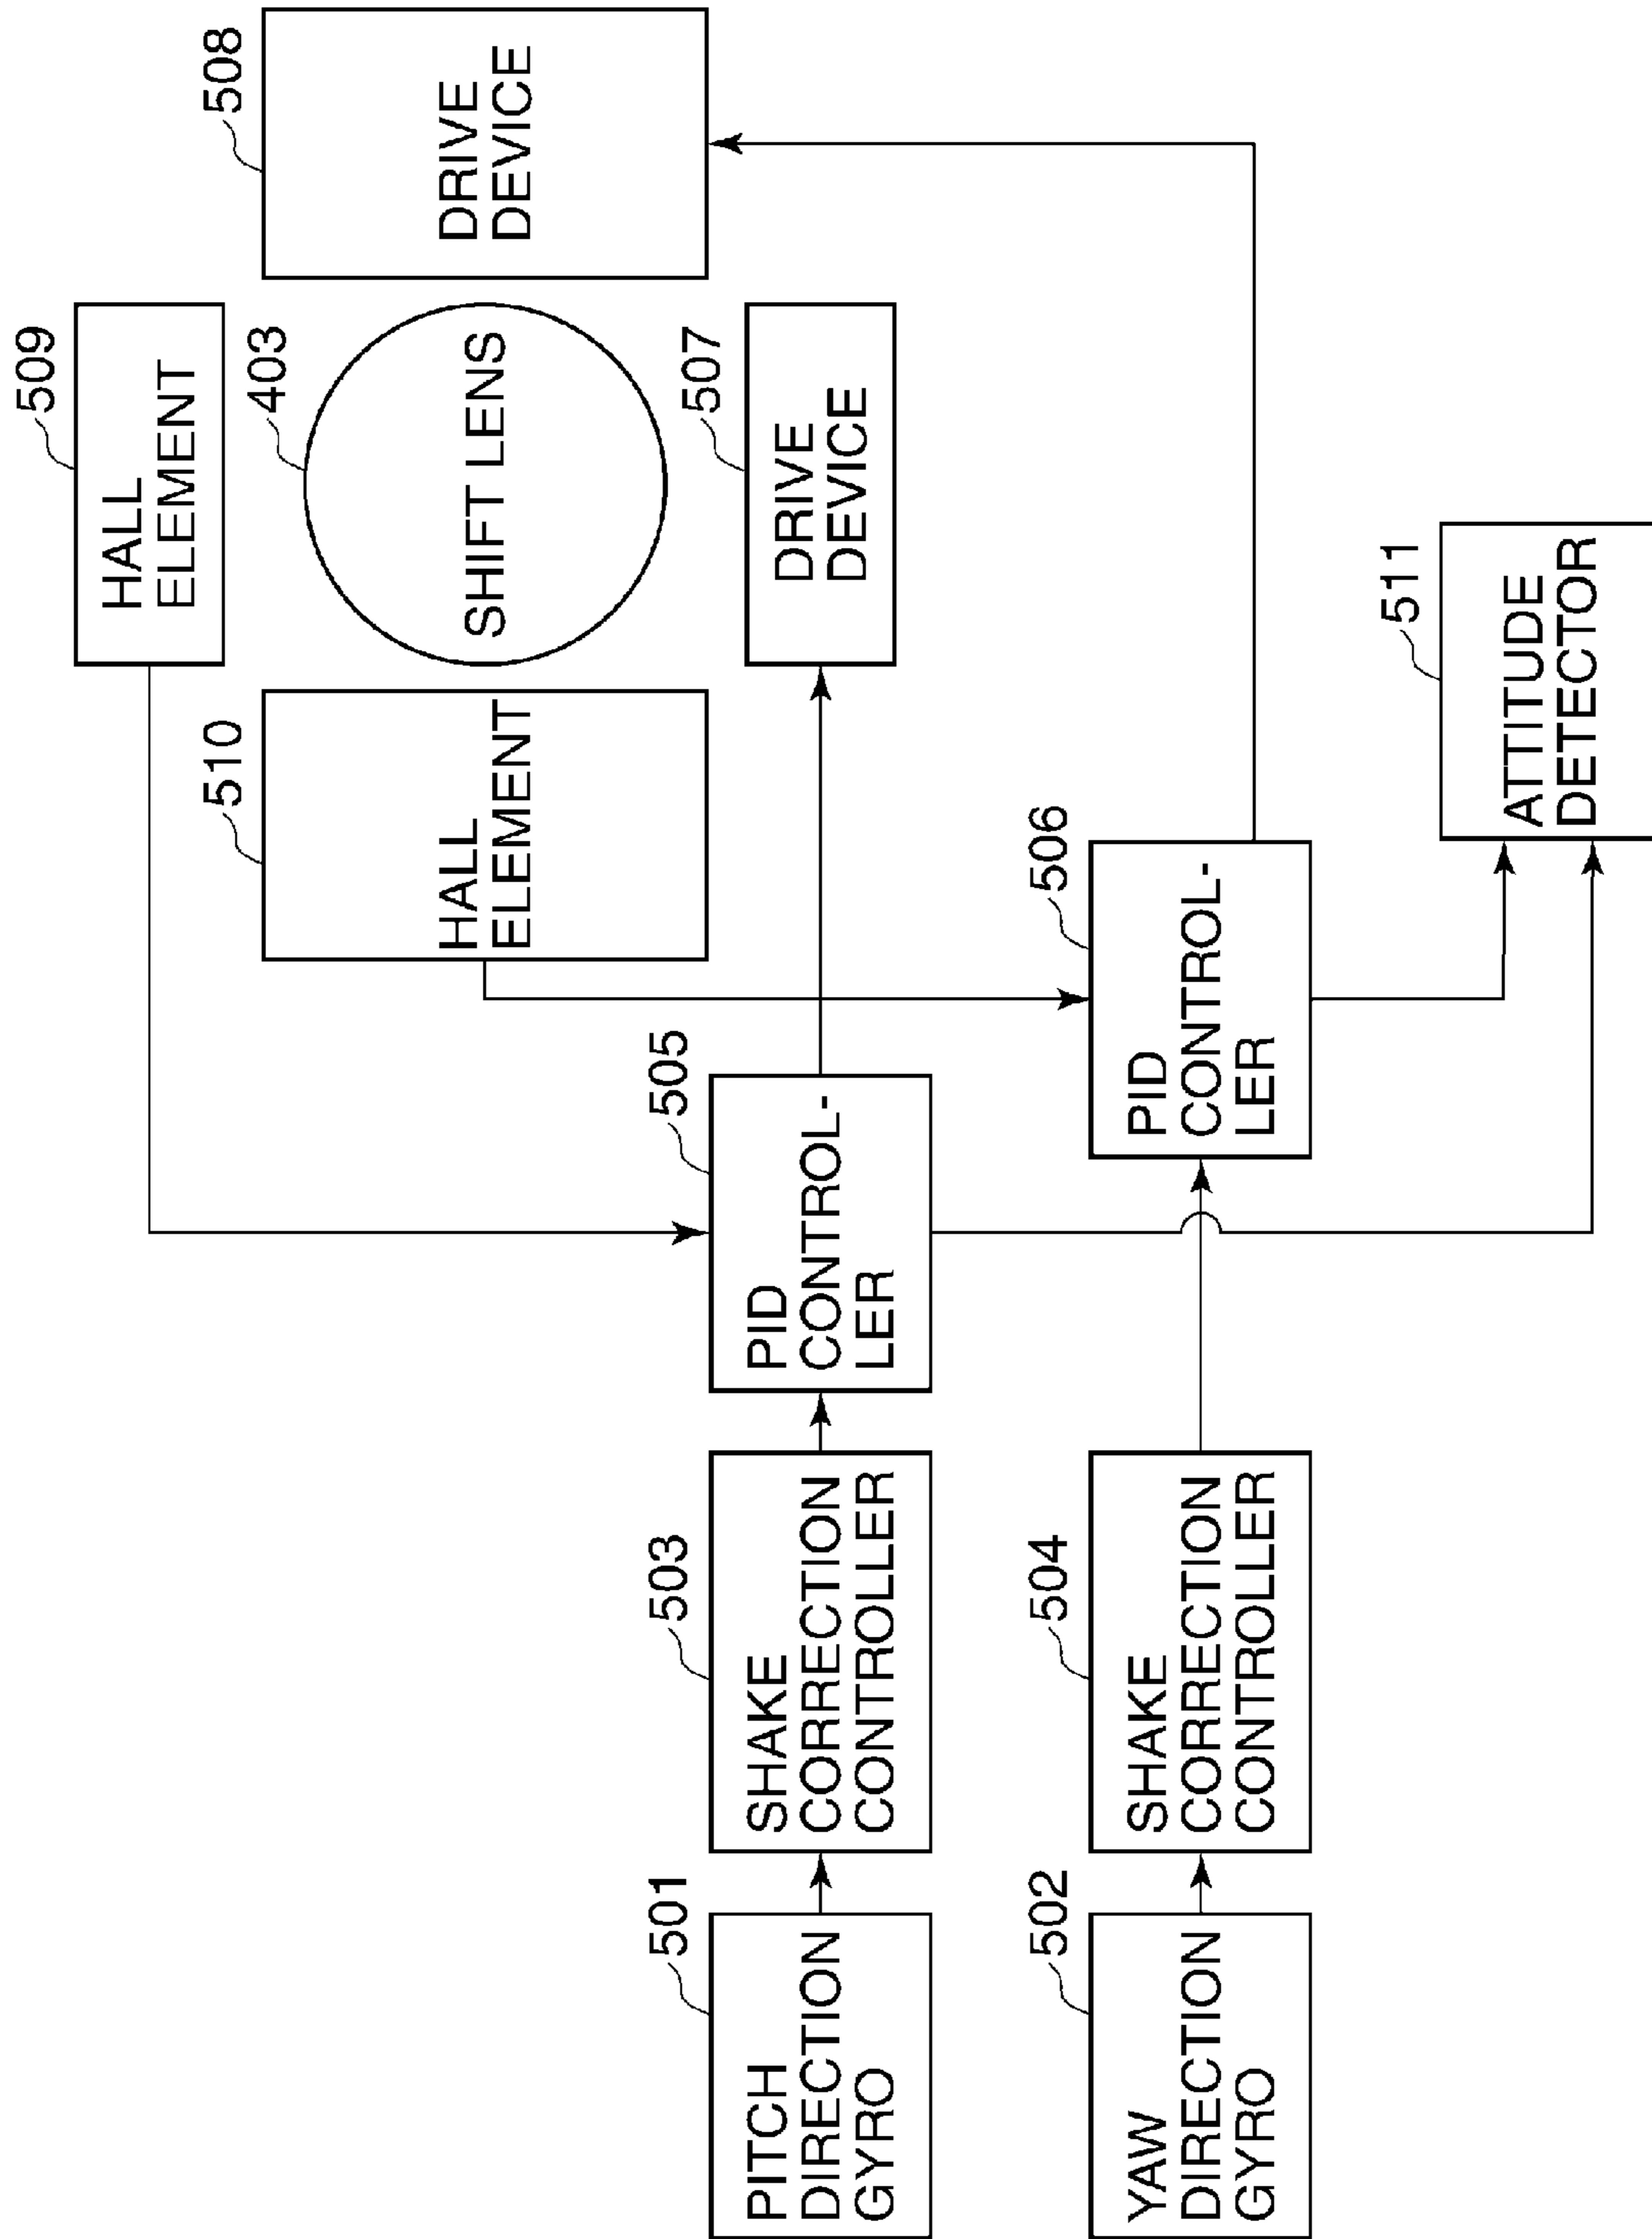 509
HALL
ELEMENT
508
DRIVE
DEVICE
403
SHIFT LENS
510
HALL
ELEMENT
507
DRIVE
DEVICE
501
PITCH
DIRECTION
GYRO
503
SHAKE
CORRECTION
CONTROLLER
505
PID
CONTROL-
LER
502
YAW
DIRECTION
GYRO
504
SHAKE
CORRECTION
CONTROLLER
506
PID
CONTROL-
LER
511
ATTITUDE
DETECTOR